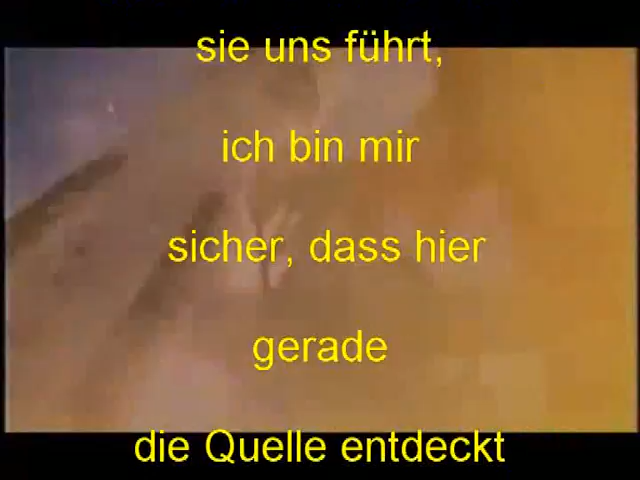 sie uns führt,
ich bin mir
sicher, dass hier
gerade
die Quelle entdeckt